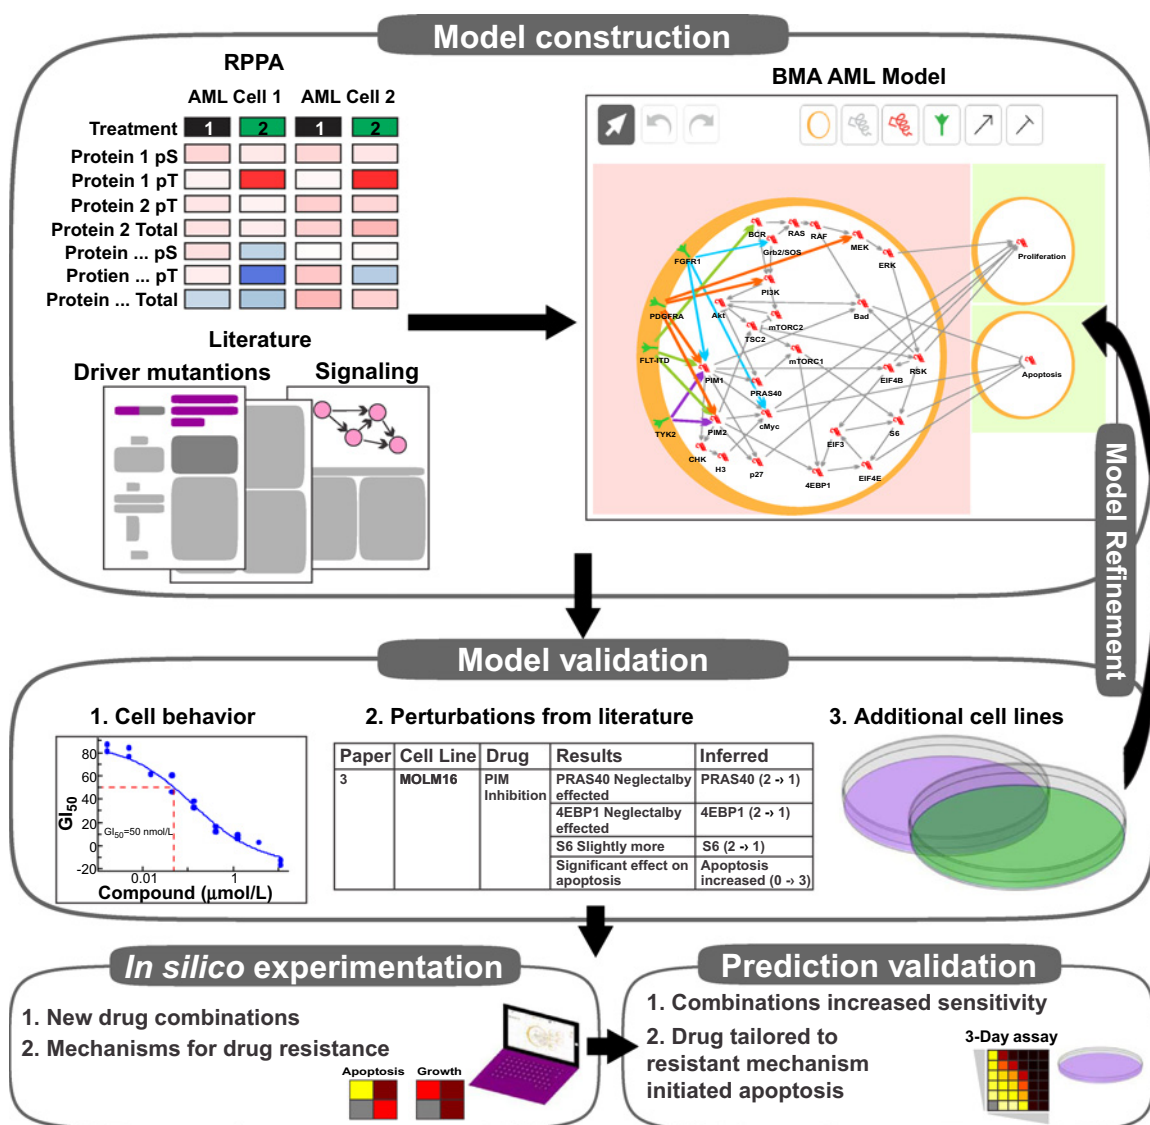 Model construction
RPPA
AML Cell 1 AML Cell 2
Treatment 1 2 1 2
Protein 1 pS
Protein 1 pT
Protein 2 pT
Protein 2 Total
Protein ... pS
Protien ... pT
Protein ... Total
Literature
Driver mutantions
Signaling
BMA AML Model
BCR
RAS
RAF
MEK
ERK
Grb2/SOS
FGFR1
PI3K
PDGFRA
Akt
mTORC2
Bad
TSC2
mTORC1
FLT-ITD
PIM1
PRAS40
EIF4B
RSK
TYK2
PIM2
cMyc
EIF3
S6
CHK
H3
p27
4EBP1
EIF4E
Proliferation
Apoptosis
Model Refinement
Model validation
1. Cell behavior
GI50
80
60
40
20
0
-20
GI50=50 nmol/L
0.01 1
Compound (μmol/L)
2. Perturbations from literature
Paper Cell Line Drug Results Inferred
3 MOLM16 PIM Inhibition
PRAS40 Neglectalby effected PRAS40 (2 -> 1)
4EBP1 Neglectalby effected 4EBP1 (2 -> 1)
S6 Slightly more S6 (2 -> 1)
Significant effect on apoptosis Apoptosis increased (0 -> 3)
3. Additional cell lines
In silico experimentation
1. New drug combinations
2. Mechanisms for drug resistance
Apoptosis Growth
Prediction validation
1. Combinations increased sensitivity
2. Drug tailored to
resistant mechanism
initiated apoptosis
3-Day assay